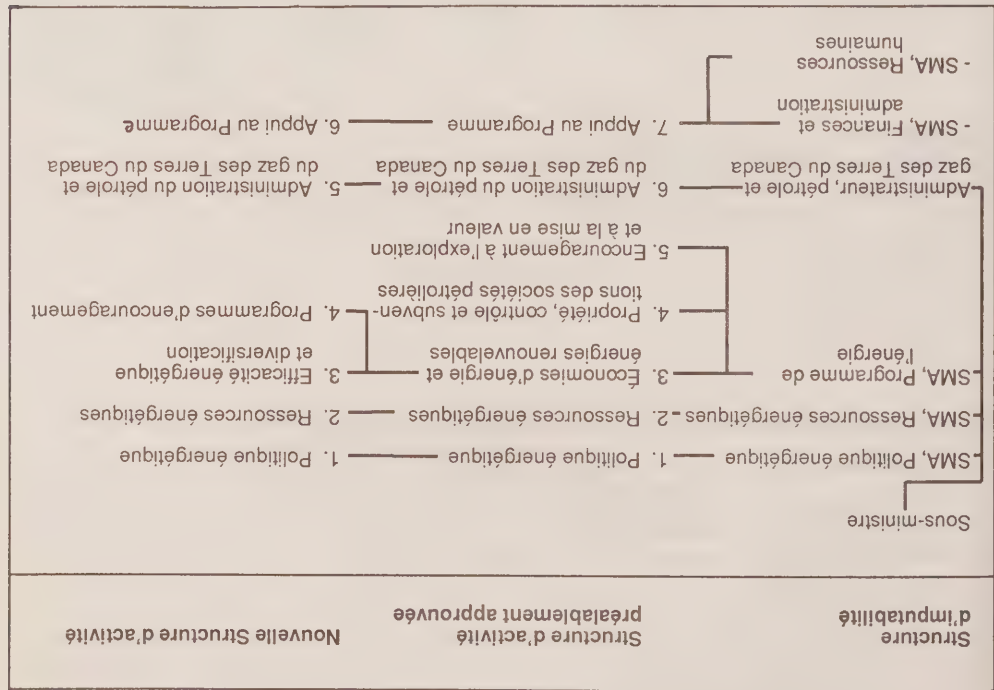 Structure
d'imputabilité
Structure d'activité
préalablement approuvée
Nouvelle Structure d'activité
Sous-ministre
SMA, Politique énergétique
1. Politique énergétique
1. Politique énergétique
SMA, Ressources énergétiques
2. Ressources énergétiques
2. Ressources énergétiques
SMA, Programme de
l'énergie
3. Économies d'énergie et
énergies renouvelables
3. Efficacité énergétique
et diversification
4. Propriété, contrôle et subven-
tions des sociétés pétrolières
4. Programmes d'encouragement
5. Encouragement à l'exploration
et à la mise en valeur
Administrateur, pétrole et
gaz des Terres du Canada
6. Administration du pétrole et
du gaz des Terres du Canada
5. Administration du pétrole et
du gaz des Terres du Canada
- SMA, Finances et
administration
7. Appui au Programme
6. Appui au Programme
- SMA, Ressources
humaines